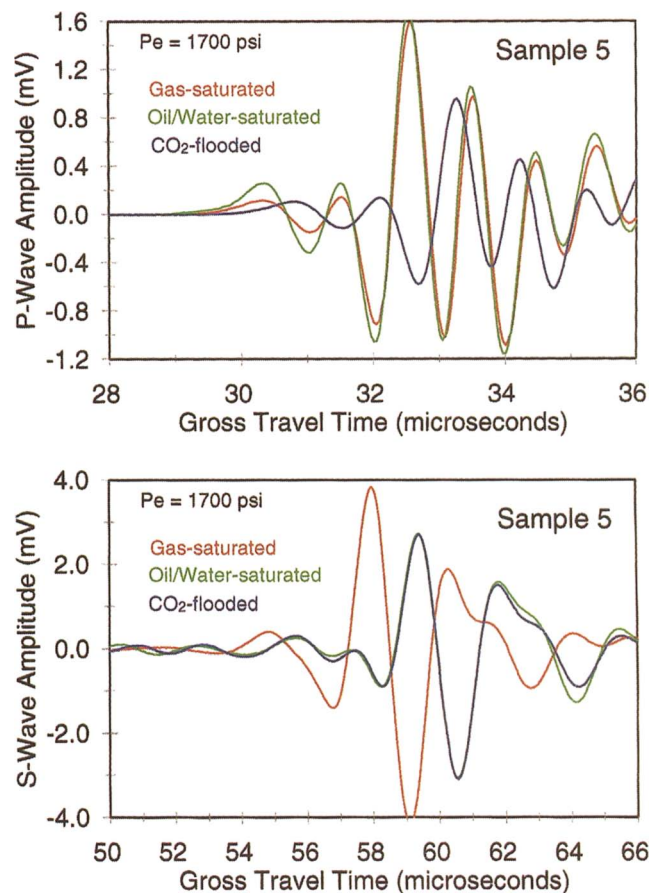 1.6
1.2
0.8
0.4
0.0
-0.4
-0.8
-1.2
P-Wave Amplitude (mV)
Pe = 1700 psi
Sample 5
Gas-saturated
Oil/Water-saturated
CO2-flooded
28 30 32 34 36
Gross Travel Time (microseconds)
4.0
2.0
0.0
-2.0
-4.0
S-Wave Amplitude (mV)
Pe = 1700 psi
Sample 5
Gas-saturated
Oil/Water-saturated
CO2-flooded
50 52 54 56 58 60 62 64 66
Gross Travel Time (microseconds)